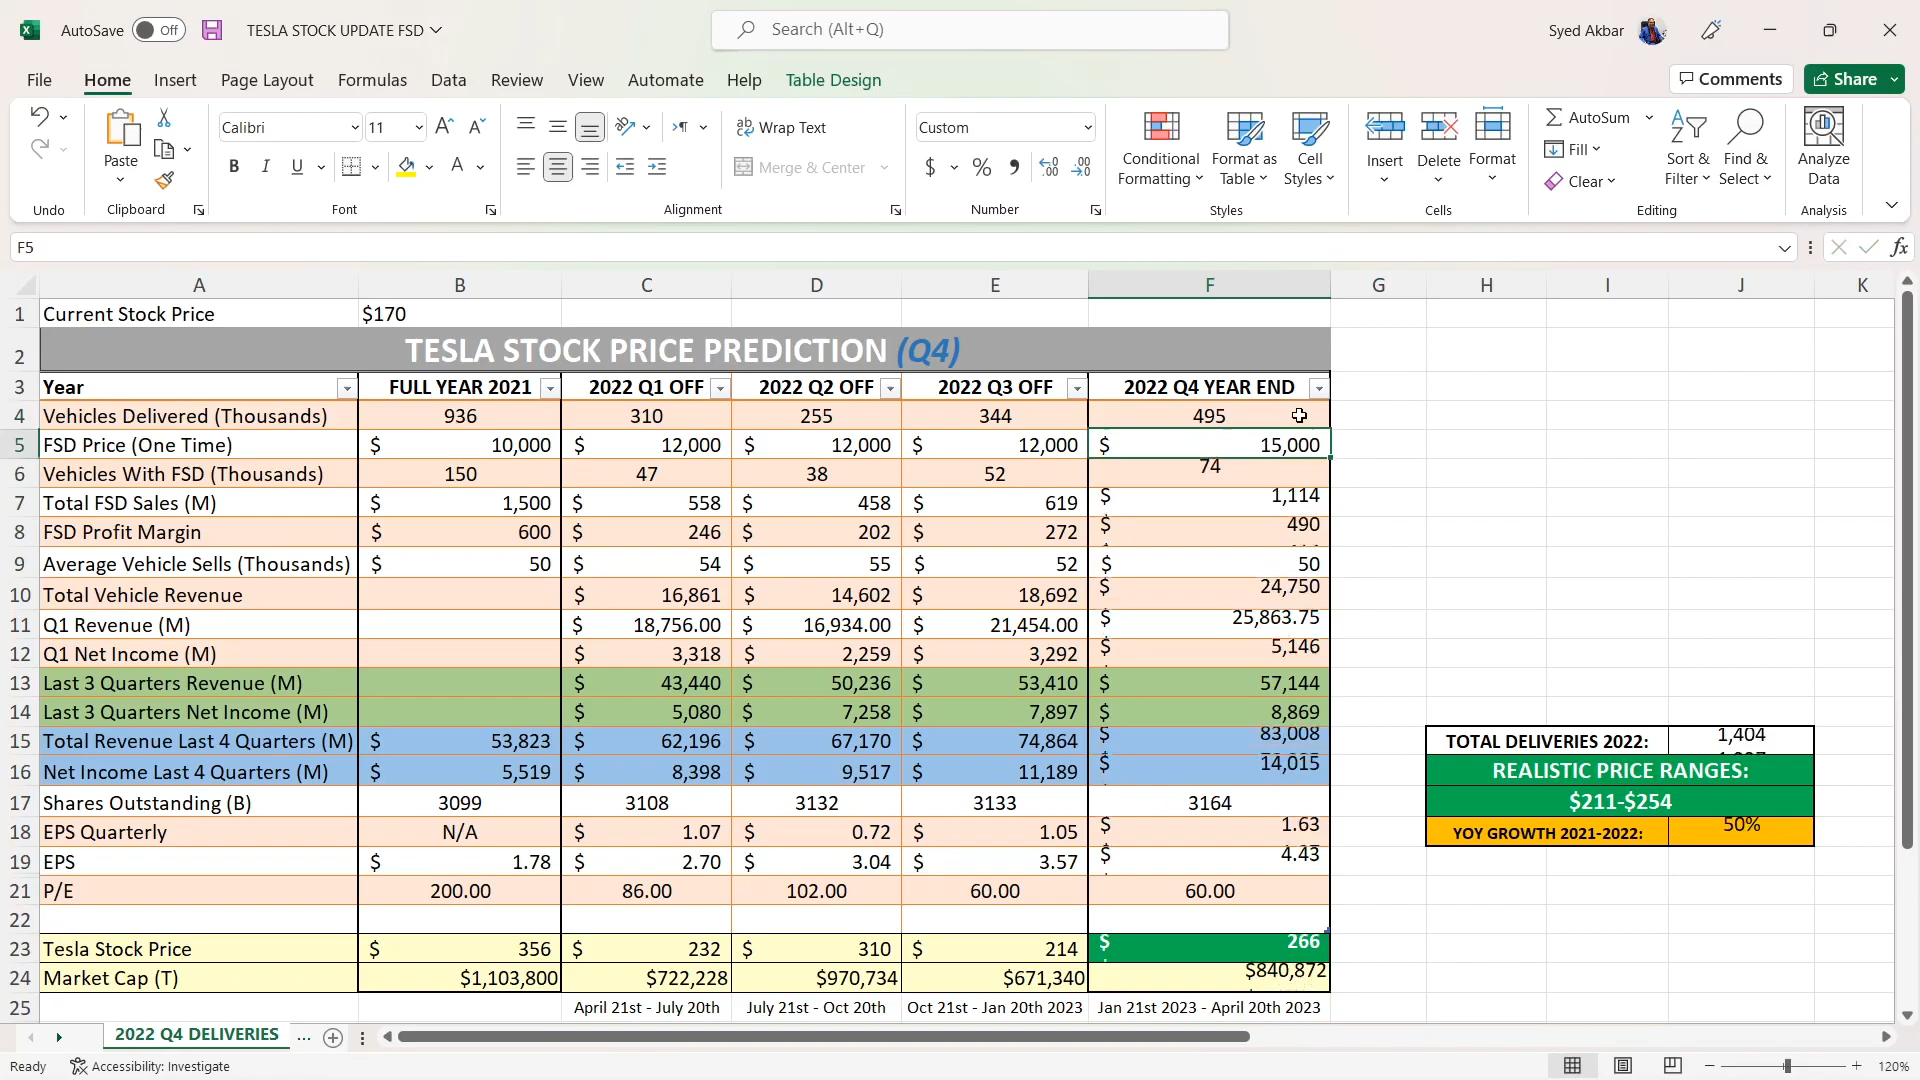 AutoSave Off TESLA STOCK UPDATE FSD Search (Alt+Q) Syed Akbar
File Home Insert Page Layout Formulas Data Review View Automate Help Table Design Comments Share
Calibri 11 Wrap Text Custom AutoSum
Paste B I U A Merge & Center $ % Conditional Formatting Format as Table Cell Styles Insert Delete Format Fill Clear Sort & Filter Find & Select Analyze Data
Undo Clipboard Font Alignment Number Styles Cells Editing Analysis
F5 fx
A B C D E F G H I J K
1 Current Stock Price $170
2 TESLA STOCK PRICE PREDICTION (Q4)
3 Year FULL YEAR 2021 2022 Q1 OFF 2022 Q2 OFF 2022 Q3 OFF 2022 Q4 YEAR END
4 Vehicles Delivered (Thousands) 936 310 255 344 495
5 FSD Price (One Time) $ 10,000 $ 12,000 $ 12,000 $ 12,000 $ 15,000
6 Vehicles With FSD (Thousands) 150 47 38 52 74
7 Total FSD Sales (M) $ 1,500 $ 558 $ 458 $ 619 $ 1,114
8 FSD Profit Margin $ 600 $ 246 $ 202 $ 272 $ 490
9 Average Vehicle Sells (Thousands) $ 50 $ 54 $ 55 $ 52 $ 50
10 Total Vehicle Revenue $ 16,861 $ 14,602 $ 18,692 $ 24,750
11 Q1 Revenue (M) $ 18,756.00 $ 16,934.00 $ 21,454.00 $ 25,863.75
12 Q1 Net Income (M) $ 3,318 $ 2,259 $ 3,292 $ 5,146
13 Last 3 Quarters Revenue (M) $ 43,440 $ 50,236 $ 53,410 $ 57,144
14 Last 3 Quarters Net Income (M) $ 5,080 $ 7,258 $ 7,897 $ 8,869
15 Total Revenue Last 4 Quarters (M) $ 53,823 $ 62,196 $ 67,170 $ 74,864 $ 83,008 TOTAL DELIVERIES 2022: 1,404
16 Net Income Last 4 Quarters (M) $ 5,519 $ 8,398 $ 9,517 $ 11,189 $ 14,015 REALISTIC PRICE RANGES:
17 Shares Outstanding (B) 3099 3108 3132 3133 3164 $211-$254
18 EPS Quarterly N/A $ 1.07 $ 0.72 $ 1.05 $ 1.63 YOY GROWTH 2021-2022: 50%
19 EPS $ 1.78 $ 2.70 $ 3.04 $ 3.57 $ 4.43
21 P/E 200.00 86.00 102.00 60.00 60.00
22
23 Tesla Stock Price $ 356 $ 232 $ 310 $ 214 $ 266
24 Market Cap (T) $1,103,800 $722,228 $970,734 $671,340 $840,872
25 April 21st - July 20th July 21st - Oct 20th Oct 21st - Jan 20th 2023 Jan 21st 2023 - April 20th 2023
2022 Q4 DELIVERIES ...
Ready Accessibility: Investigate 120%